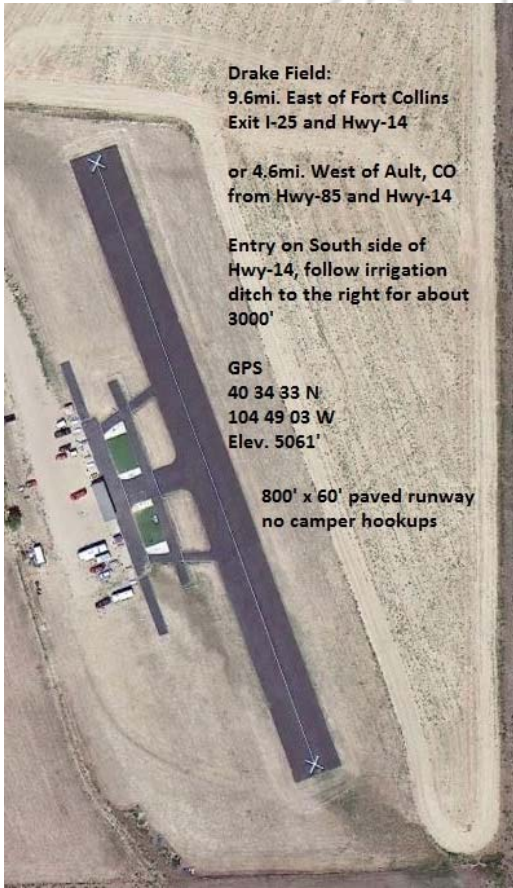 Drake Field:
9.6mi. East of Fort Collins
Exit I-25 and Hwy-14
or 4.6mi. West of Ault, CO
from Hwy-85 and Hwy-14
Entry on South side of
Hwy-14, follow irrigation
ditch to the right for about
3000'
GPS
40 34 33 N
104 49 03 W
Elev. 5061'
800' x 60' paved runway
no camper hookups